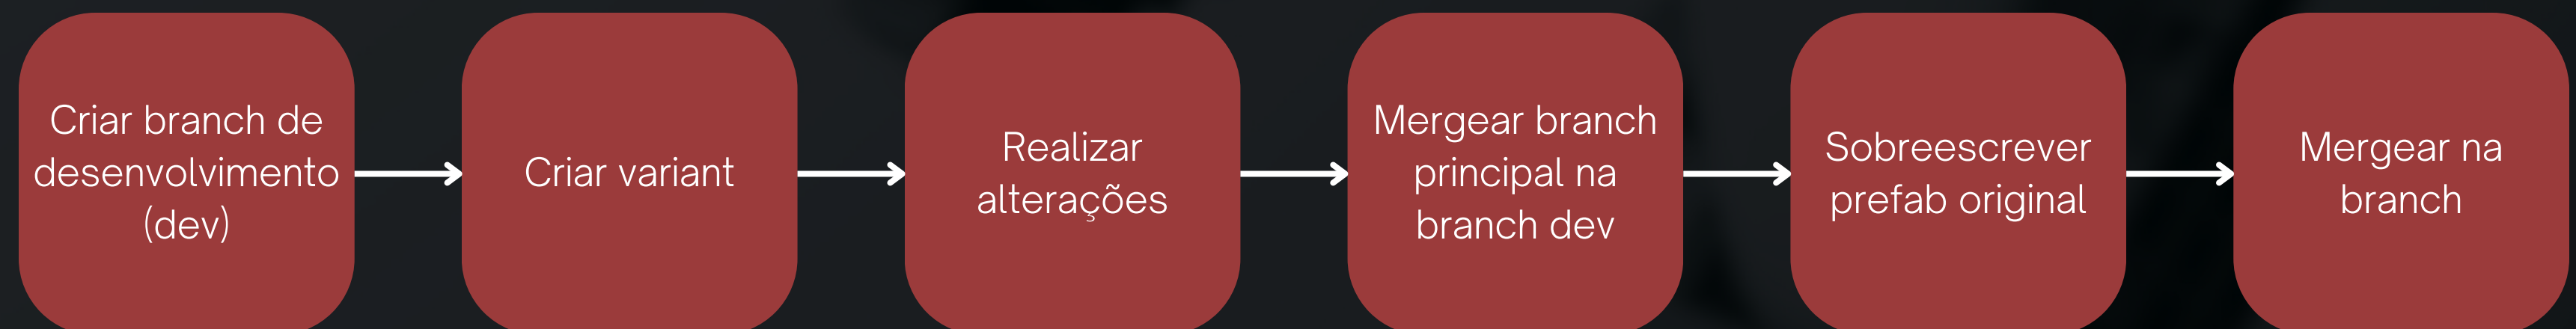 Criar branch de
desenvolvimento
(dev)
Criar variant
Realizar
alterações
Mergear branch
principal na
branch dev
Sobreescrever
prefab original
Mergear na
branch